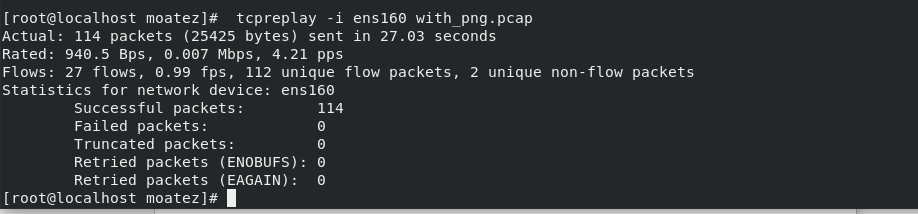 [root@localhost moatez]#  tcpreplay -i ens160 with_png.pcap
Actual: 114 packets (25425 bytes) sent in 27.03 seconds
Rated: 940.5 Bps, 0.007 Mbps, 4.21 pps
Flows: 27 flows, 0.99 fps, 112 unique flow packets, 2 unique non-flow packets
Statistics for network device: ens160
        Successful packets:        114
        Failed packets:            0
        Truncated packets:         0
        Retried packets (ENOBUFS): 0
        Retried packets (EAGAIN):  0
[root@localhost moatez]#